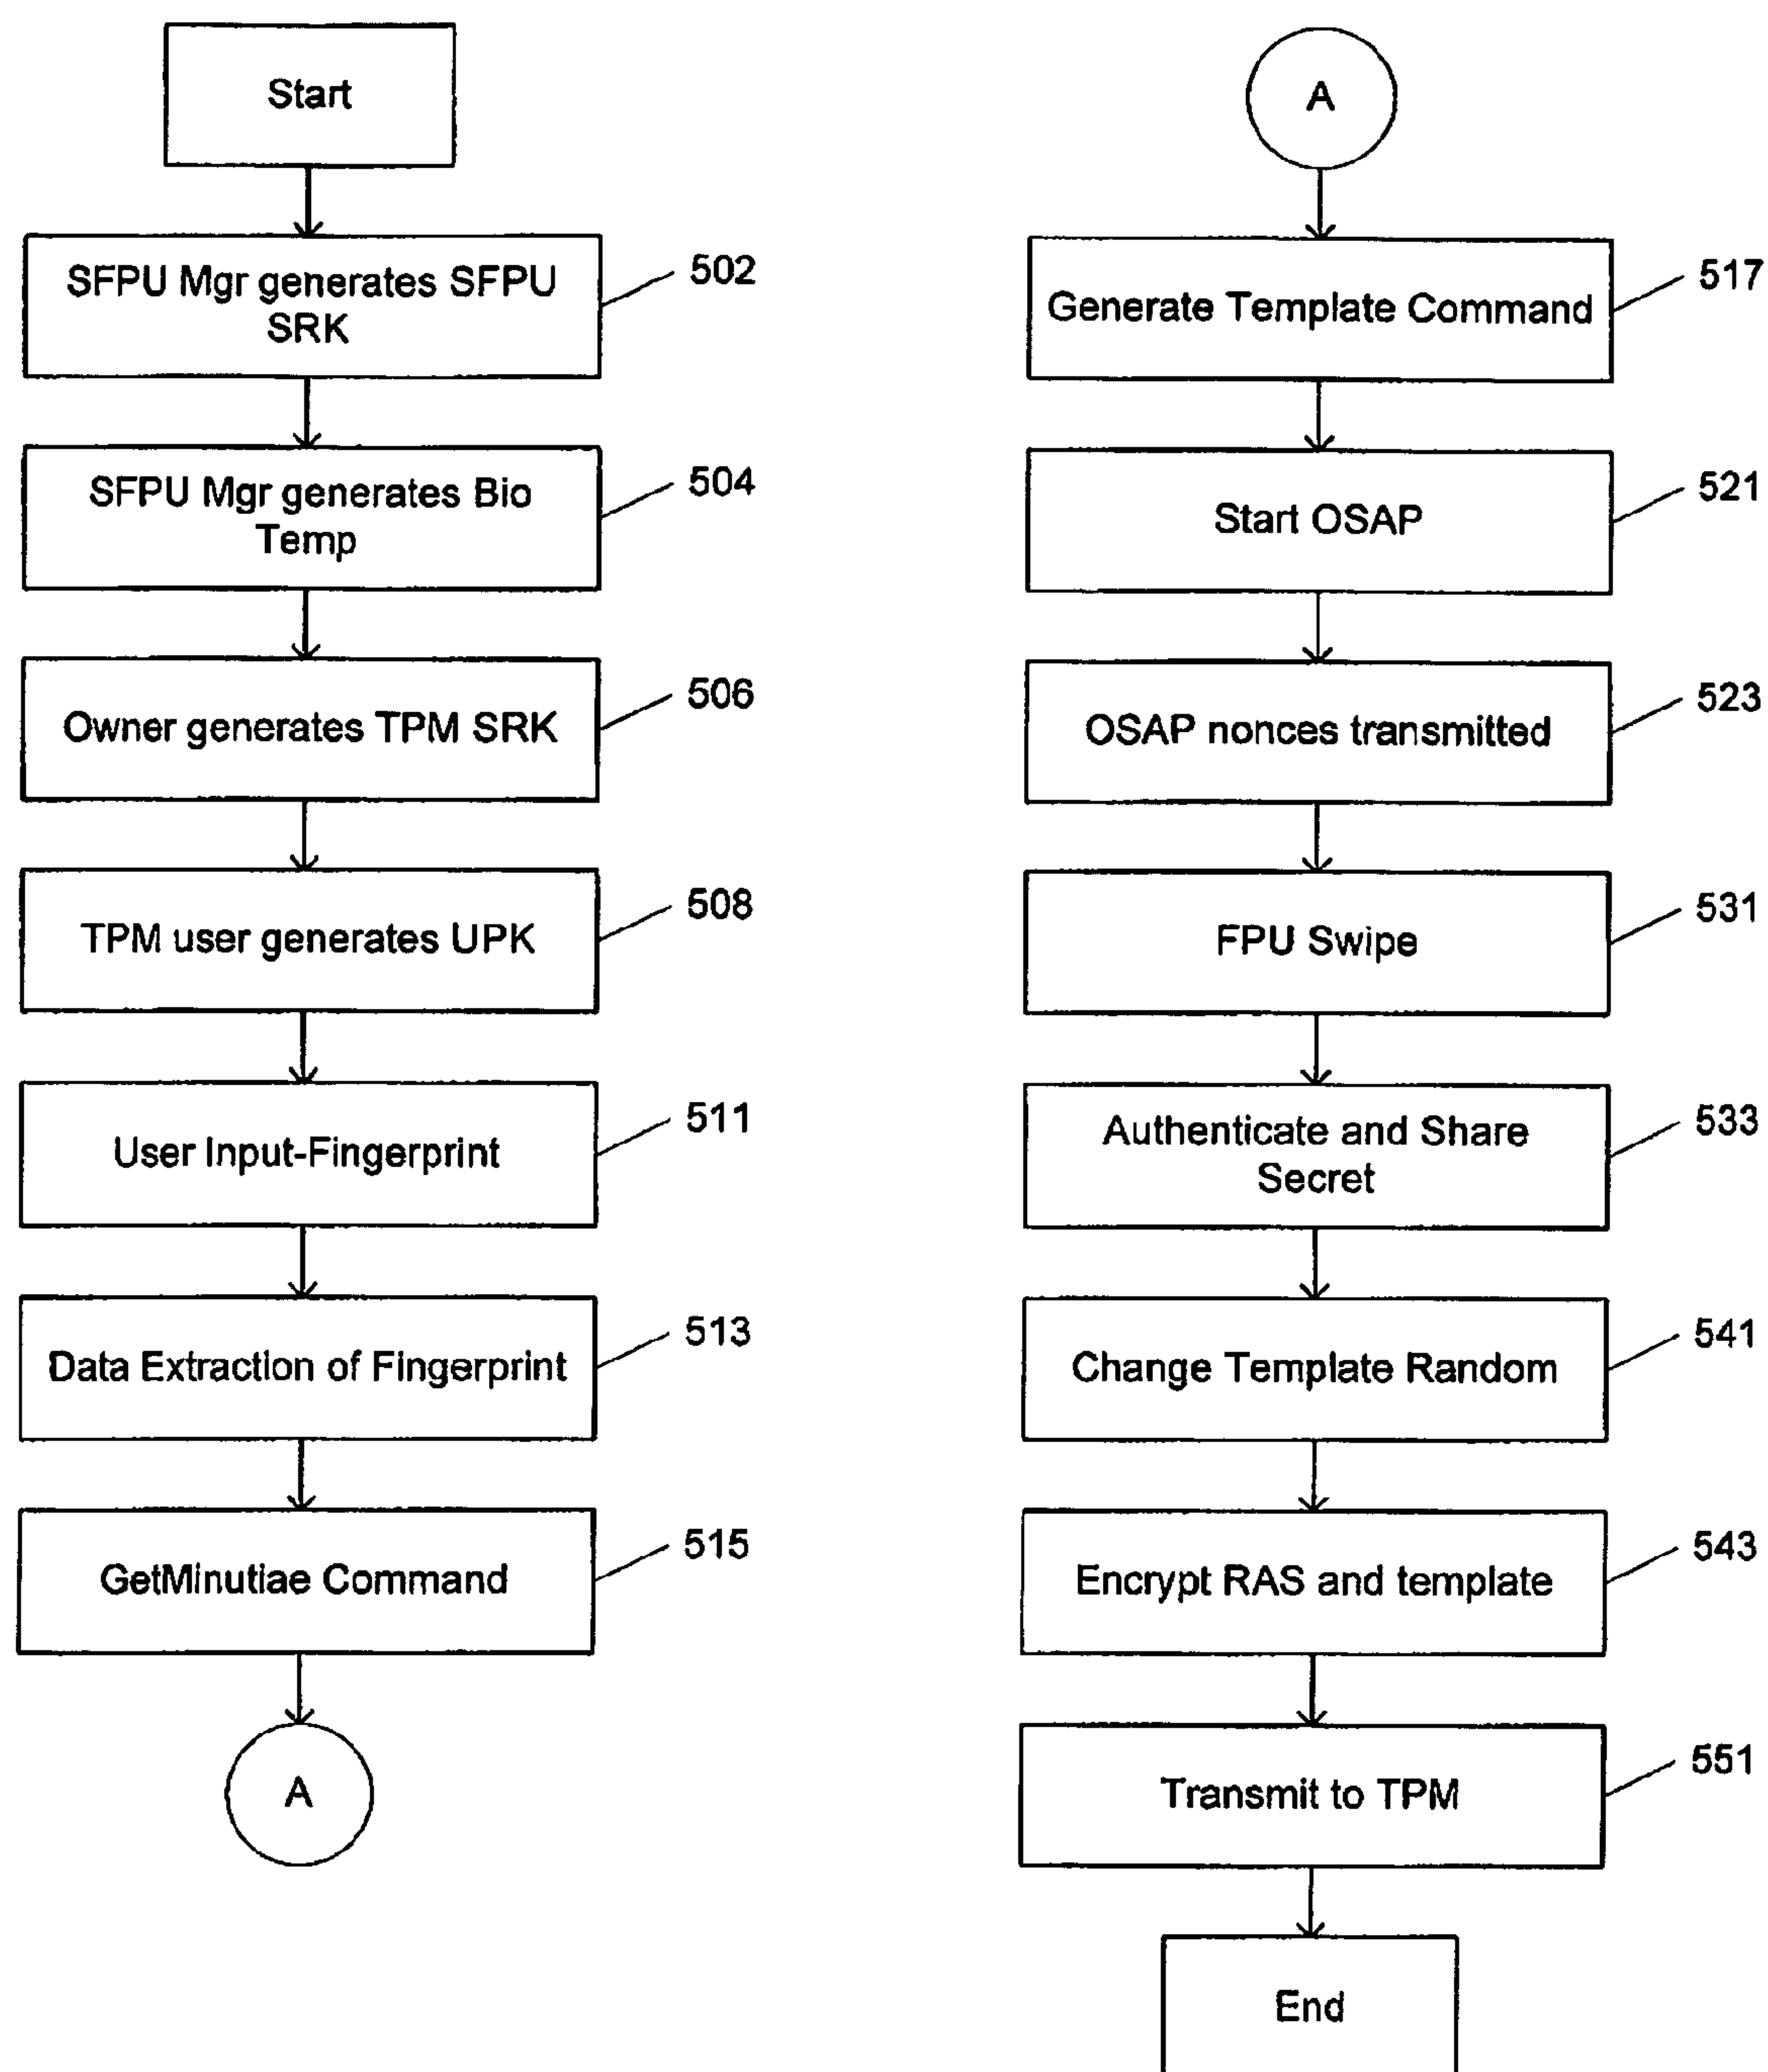 Start
SFPU Mgr generates SFPU
SRK
502
SFPU Mgr generates Bio
Temp
504
Owner generates TPM SRK
506
TPM user generates UPK
508
User Input-Fingerprint
511
Data Extraction of Fingerprint
513
GetMinutiae Command
515
A
A
Generate Template Command
517
Start OSAP
521
OSAP nonces transmitted
523
FPU Swipe
531
Authenticate and Share
Secret
533
Change Template Random
541
Encrypt RAS and template
543
Transmit to TPM
551
End